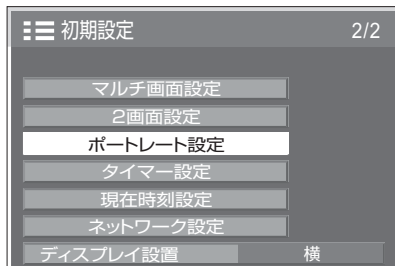 初期設定 2/2
マルチ画面設定
2画面設定
ポートレート設定
タイマー設定
現在時刻設定
ネットワーク設定
ディスプレイ設置 横